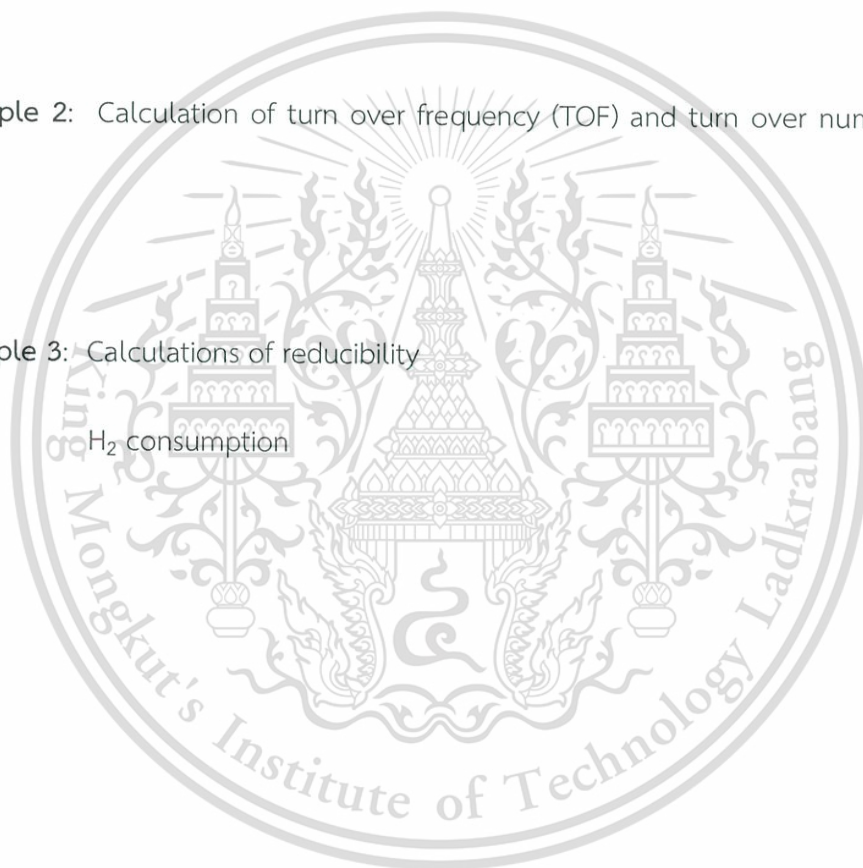 ple 2: Calculation of turn over frequency (TOF) and turn over nun
ple 3: Calculations of reducibility
H₂ consumption
King Mongkut's Institute of Technology Ladkrabang